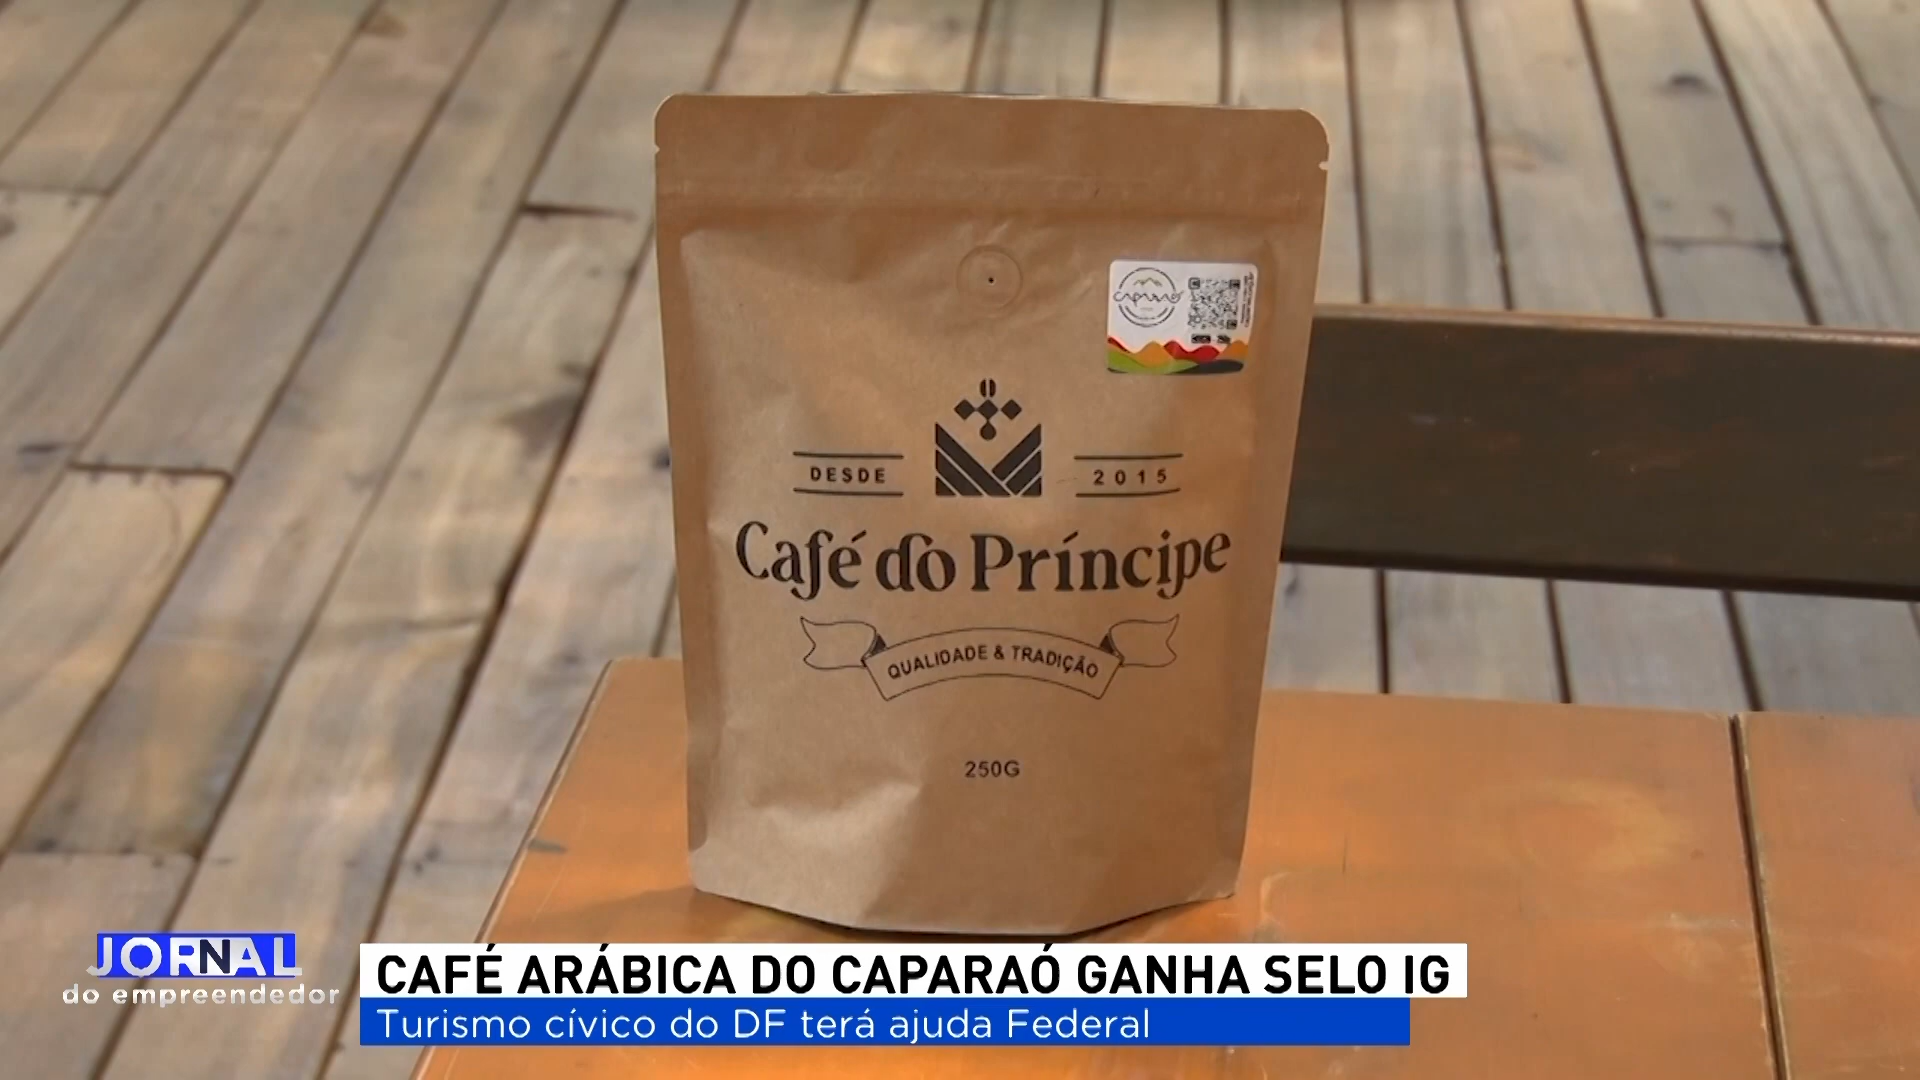 caparaó
DESDE
2015
Café do Príncipe
QUALIDADE & TRADIÇÃO
250G
JORNAL
do empreendedor
CAFÉ ARÁBICA DO CAPARAÓ GANHA SELO IG
Turismo cívico do DF terá ajuda Federal